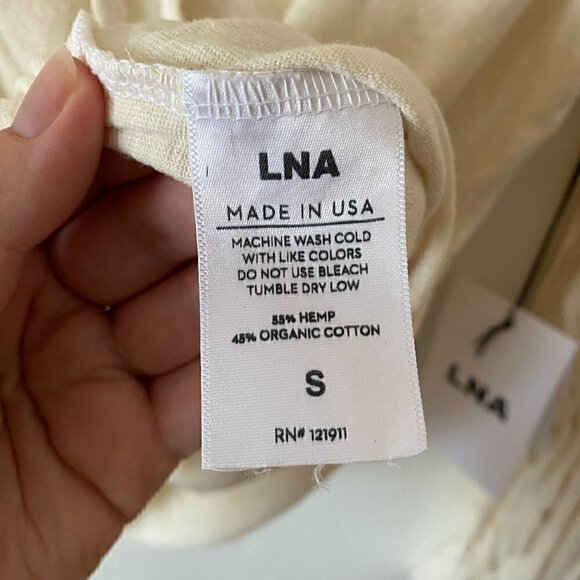 LNA
MADE IN USA
MACHINE WASH COLD
WITH LIKE COLORS
DO NOT USE BLEACH
TUMBLE DRY LOW
55% HEMP
45% ORGANIC COTTON
S
RN# 121911
LNA